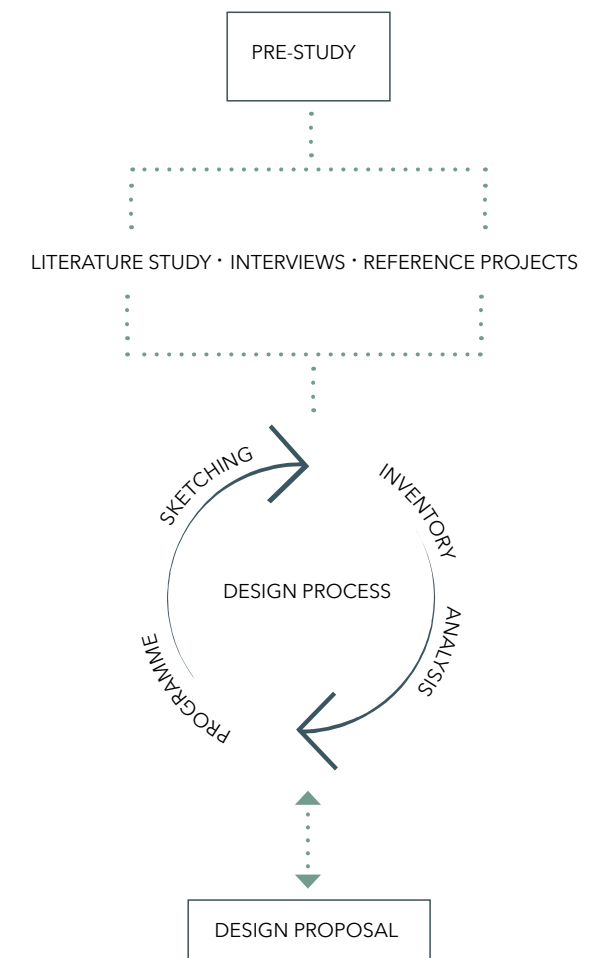 PRE-STUDY
LITERATURE STUDY · INTERVIEWS · REFERENCE PROJECTS
SKETCHING
INVENTORY
DESIGN PROCESS
ANALYSIS
PROGRAMME
DESIGN PROPOSAL